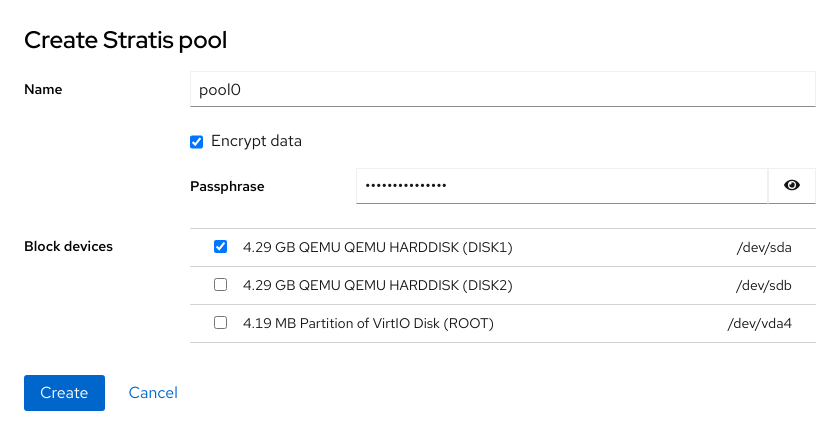 Create Stratis pool
Name
pool0
Encrypt data
Passphrase
•••••••••••••••
Block devices
4.29 GB QEMU QEMU HARDDISK (DISK1) /dev/sda
4.29 GB QEMU QEMU HARDDISK (DISK2) /dev/sdb
4.19 MB Partition of VirtIO Disk (ROOT) /dev/vda4
Create Cancel